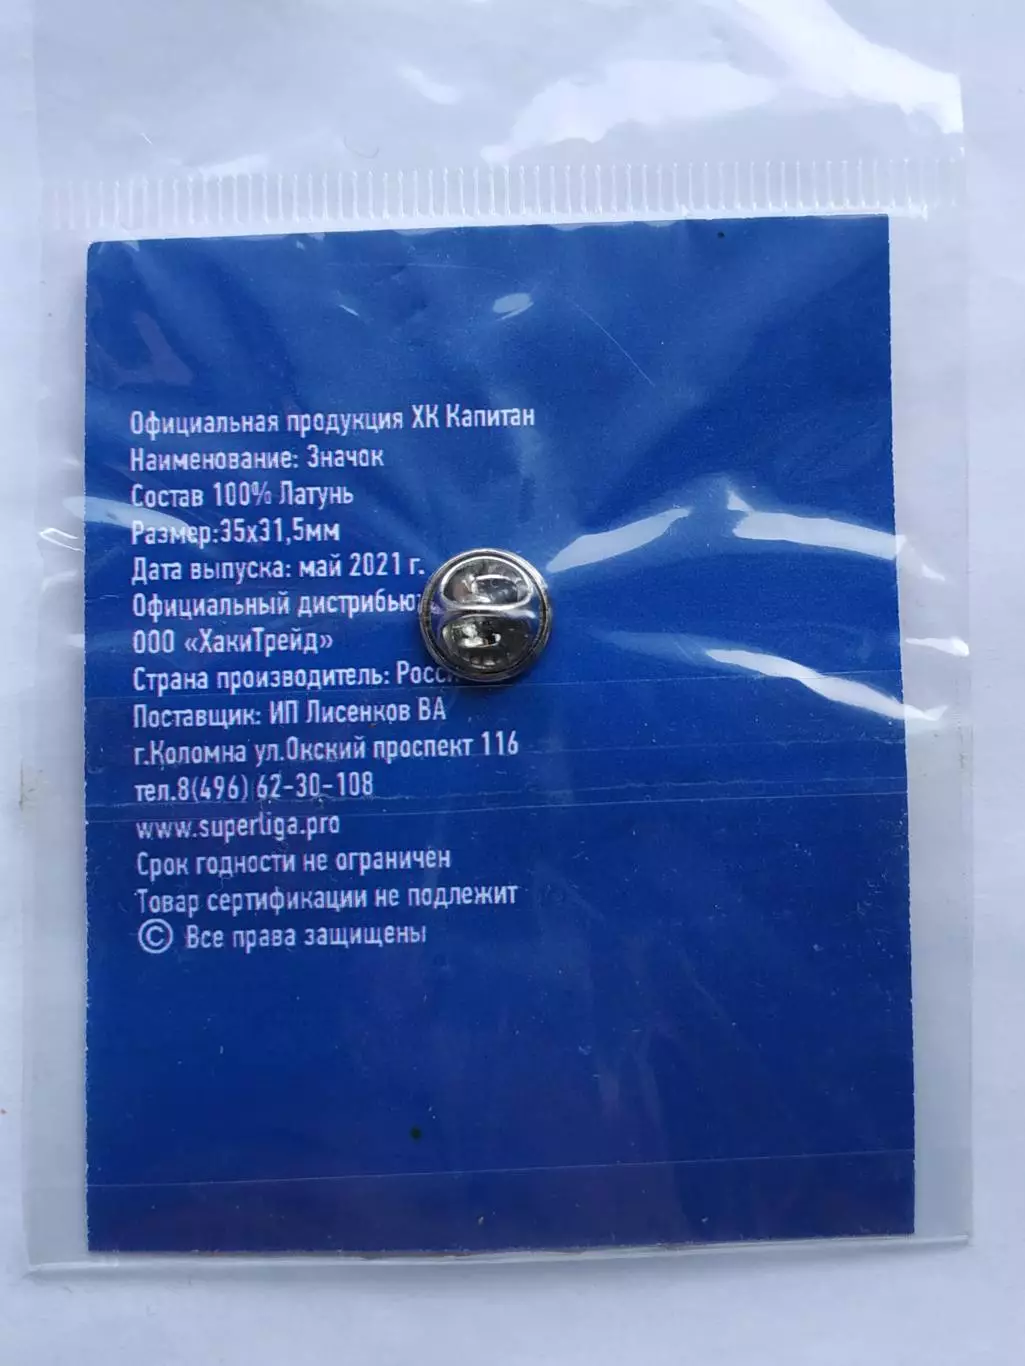 Официальная продукция ХК Капитан
Наименование: Значок
Состав 100% Латунь
Размер:35х31,5мм
Дата выпуска: май 2021 г.
Официальный
ООО «ХакиТрейд»
Страна производитель:
Поставщик: ИП Лисенков ВА
г.Коломна ул.Окский проспект 116
тел.8(496) 62-30-108
www.superliga.pro
Срок годности не ограничен
Товар сертификации не подлежит
© Все права защищены